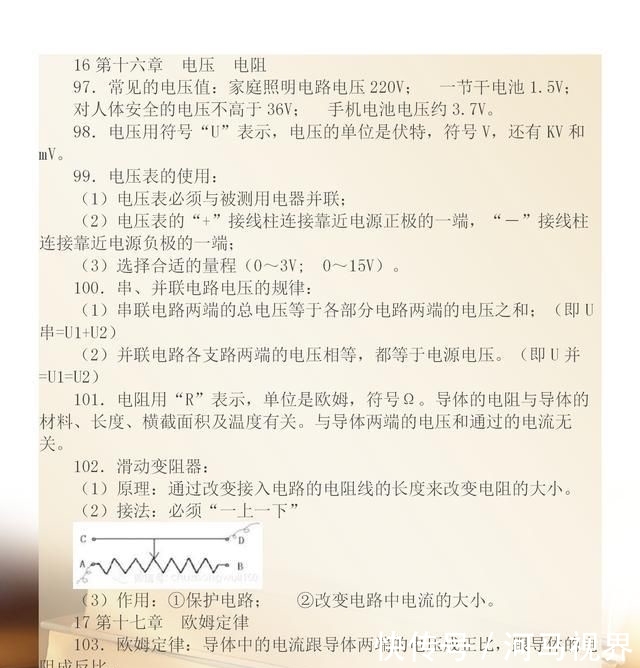 16 第十六章　电压　电阻
97．常见的电压值：家庭照明电路电压 220V；　一节干电池 1.5V；
对人体安全的电压不高于 36V；　手机电池电压约 3.7V。
98．电压用符号“U”表示，电压的单位是伏特，符号 V，还有 KV 和
mV。
99．电压表的使用：
（1）电压表必须与被测用电器并联；
（2）电压表的“+”接线柱连接靠近电源正极的一端，“－”接线柱
连接靠近电源负极的一端；
（3）选择合适的量程（0～3V； 0～15V）。
100．串、并联电路电压的规律：
（1）串联电路两端的总电压等于各部分电路两端的电压之和；（即 U
串=U1+U2）
（2）并联电路各支路两端的电压相等，都等于电源电压。（即 U 并
=U1=U2）
101．电阻用“R”表示，单位是欧姆，符号Ω。导体的电阻与导体的
材料、长度、横截面积及温度有关。与导体两端的电压和通过的电流无
关。
102．滑动变阻器：
（1）原理：通过改变接入电路的电阻线的长度来改变电阻的大小。
（2）接法：必须“一上一下”
C D
A B
（3）作用：①保护电路；　　②改变电路中电流的大小。
17 第十七章　欧姆定律
103．欧姆定律：导体中的电流跟导体两端的电压成正比，跟导体的电
阻成反比